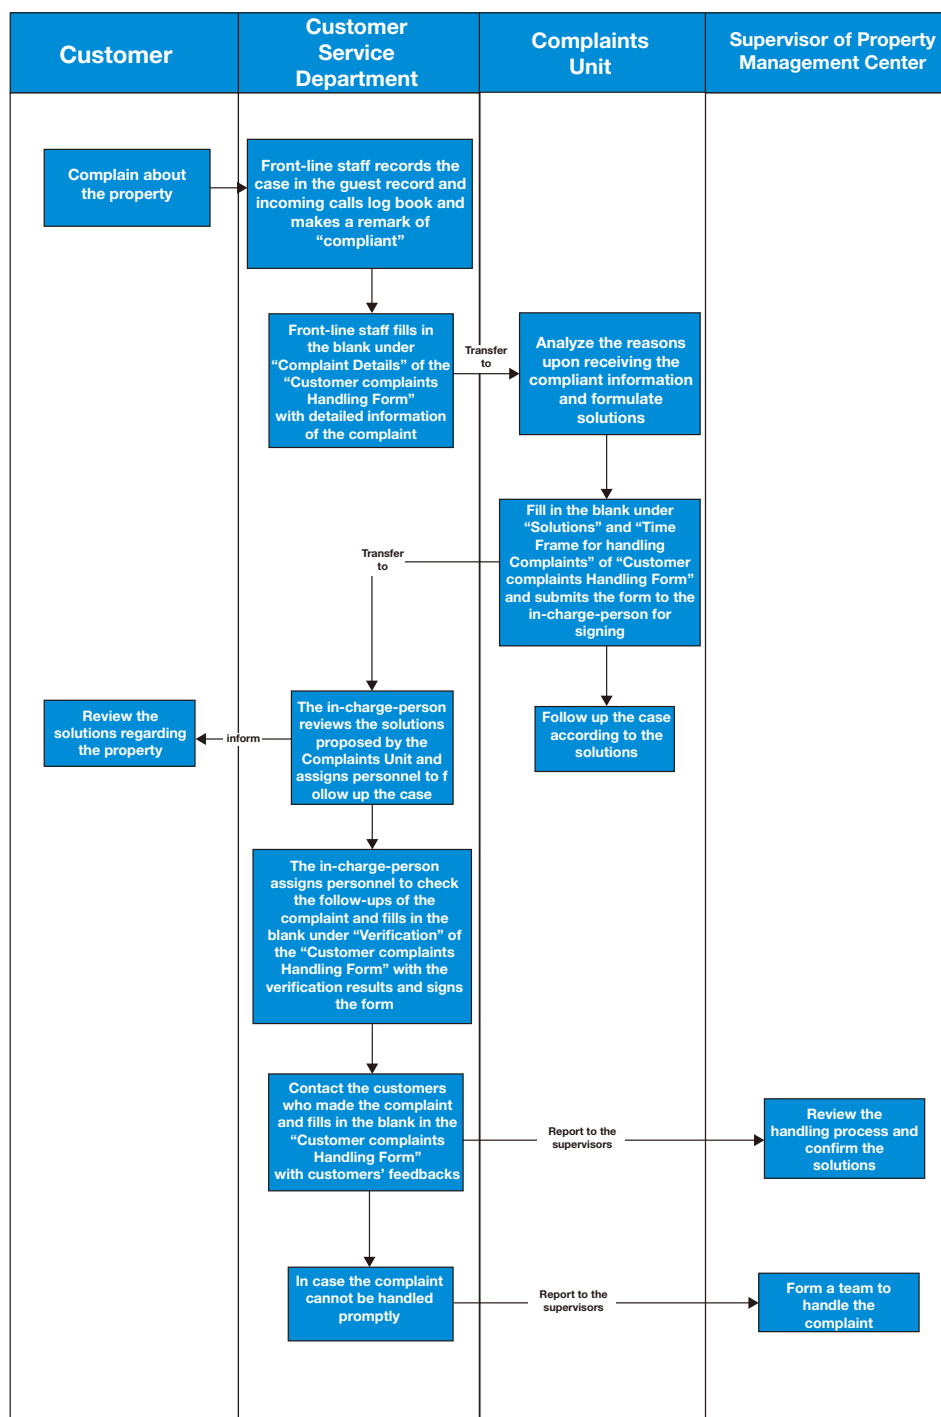 Customer
Customer
Service
Department
Complaints
Unit
Supervisor of Property
Management Center
Complain about
the property
Front-line staff records the
case in the guest record and
incoming calls log book and
makes a remark of
“compliant”
Front-line staff fills in
the blank under
“Complaint Details” of the
“Customer complaints
Handling Form”
with detailed information
of the complaint
Transfer
to
Analyze the reasons
upon receiving the
compliant information
and formulate
solutions
Fill in the blank under
“Solutions” and “Time
Frame for handling
Complaints” of “Customer
complaints Handling Form”
and submits the form to the
in-charge-person for
signing
Transfer
to
Review the
solutions regarding
the property
inform
The in-charge-person
reviews the solutions
proposed by the
Complaints Unit and
assigns personnel to f
ollow up the case
Follow up the case
according to the
solutions
The in-charge-person
assigns personnel to check
the follow-ups of the
complaint and fills in the
blank under “Verification” of
the “Customer complaints
Handling Form” with the
verification results and signs
the form
Contact the customers
who made the complaint
and fills in the blank in the
“Customer complaints
Handling Form”
with customers’ feedbacks
Report to the
supervisors
Review the
handling process and
confirm the
solutions
In case the complaint
cannot be handled
promptly
Report to the
supervisors
Form a team to
handle the
complaint